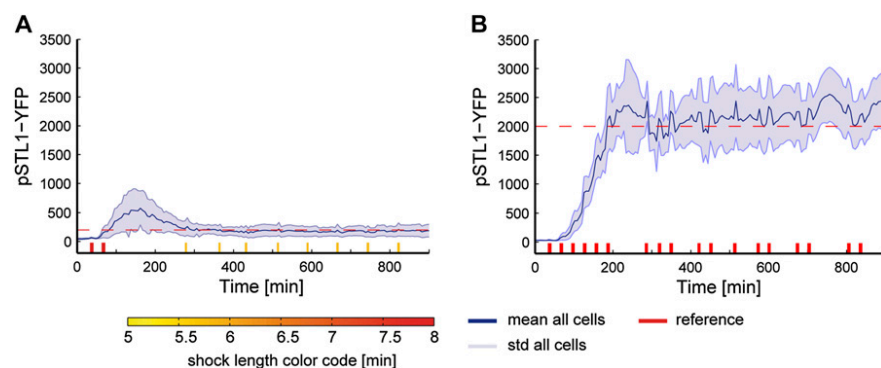 A
B
3500
3000
2500
2000
1500
1000
500
0
pSTL1-YFP
0 200 400 600 800
Time [min]
3500
3000
2500
2000
1500
1000
500
0
pSTL1-YFP
0 200 400 600 800
Time [min]
5 5.5 6 6.5 7 7.5 8
shock length color code [min]
mean all cells
reference
std all cells